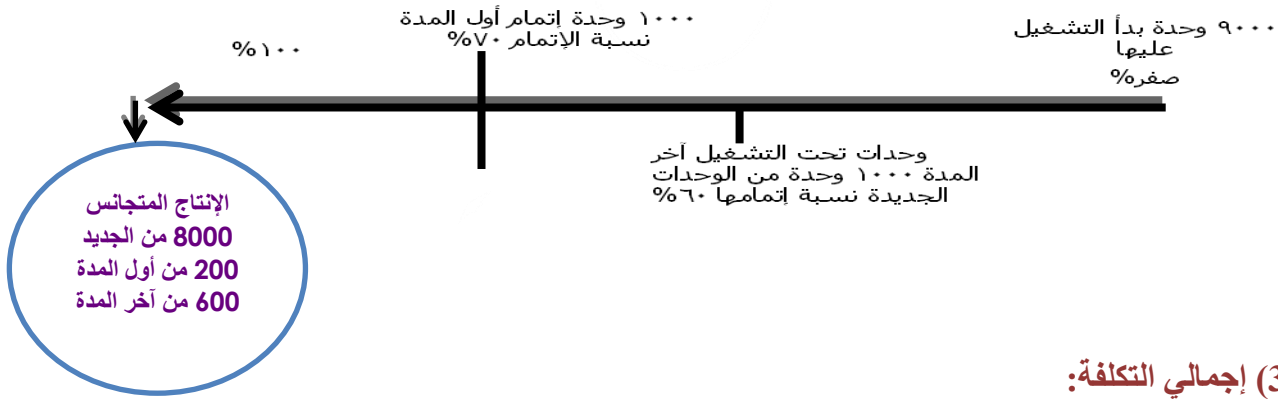 ٩٠٠٠ وحدة بدأ التشغيل
عليها
صفر%
١٠٠٠ وحدة إتمام أول المدة
نسبة الإتمام ٧٠%
١٠٠%
وحدات تحت التشغيل آخر
المدة ١٠٠٠ وحدة من الوحدات
الجديدة نسبة إتمامها ٦٠%
الإنتاج المتجانس
8000 من الجديد
200 من أول المدة
600 من آخر المدة
3) إجمالي التكلفة: